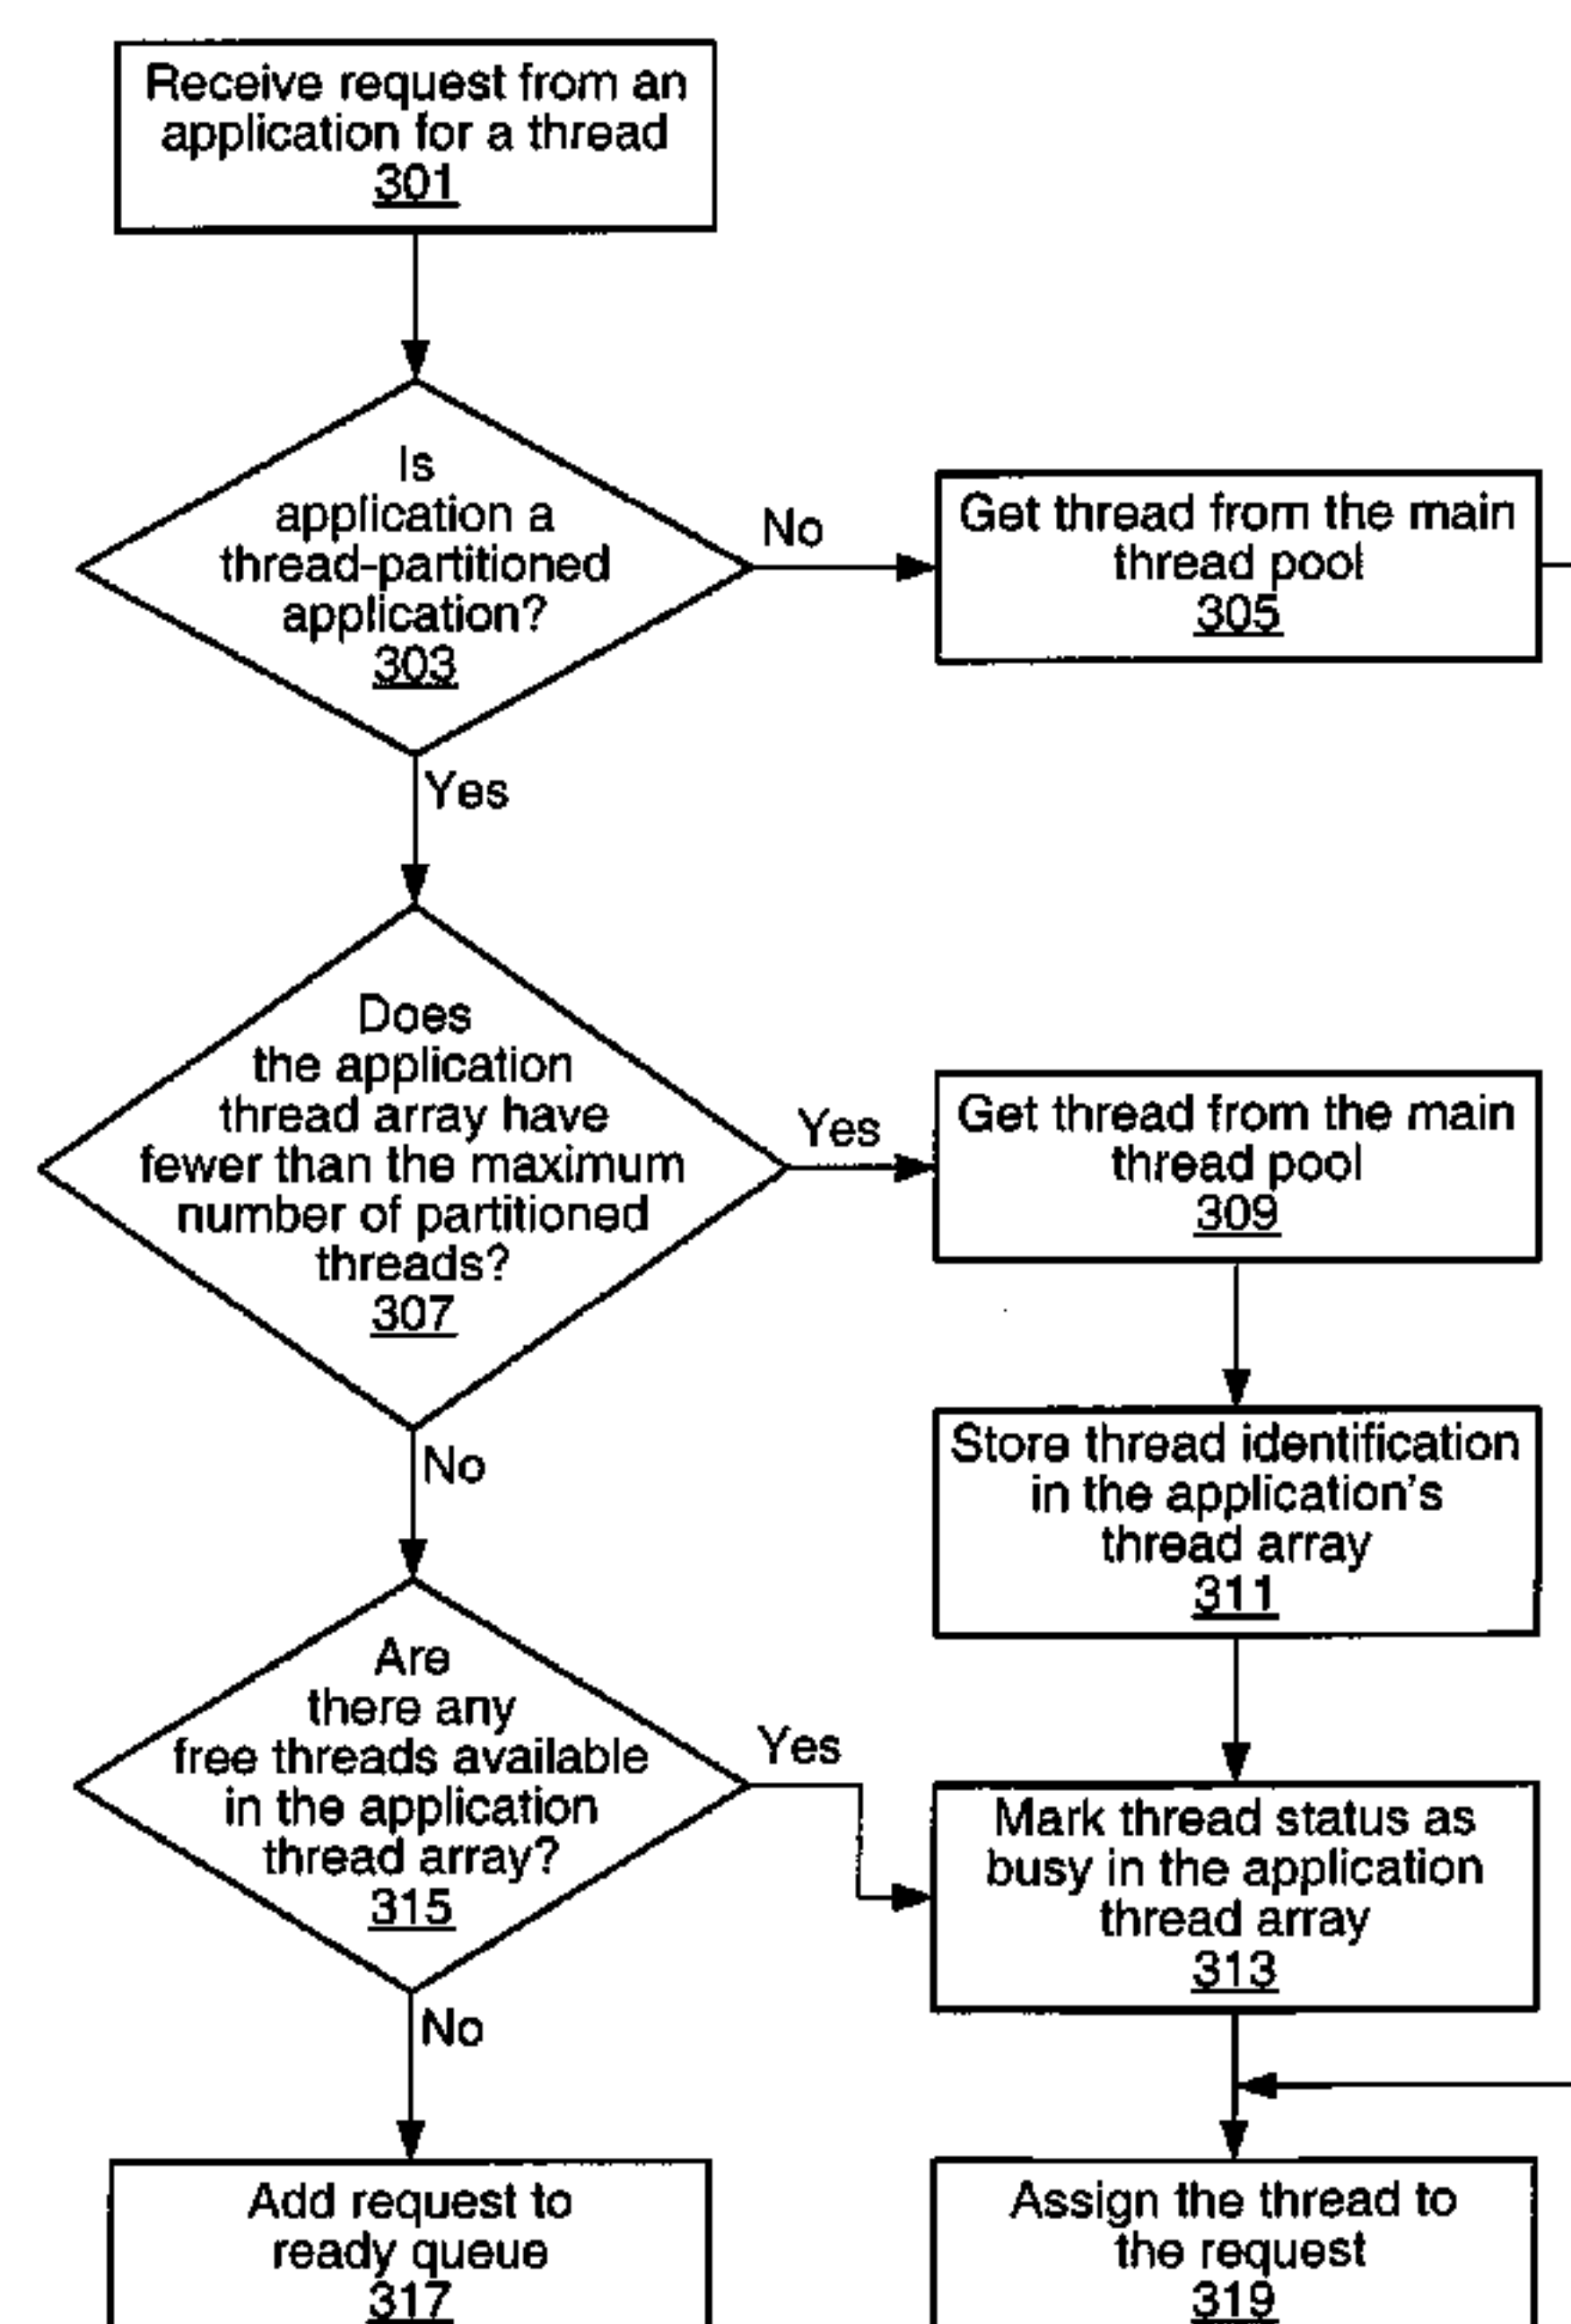 Receive request from an
application for a thread
301
Is
application a
thread-partitioned
application?
303
No
Get thread from the main
thread pool
305
Yes
Does
the application
thread array have
fewer than the maximum
number of partitioned
threads?
307
Yes
Get thread from the main
thread pool
309
No
Store thread identification
in the application's
thread array
311
Are
there any
free threads available
in the application
thread array?
315
Yes
Mark thread status as
busy in the application
thread array
313
No
Add request to
ready queue
317
Assign the thread to
the request
319